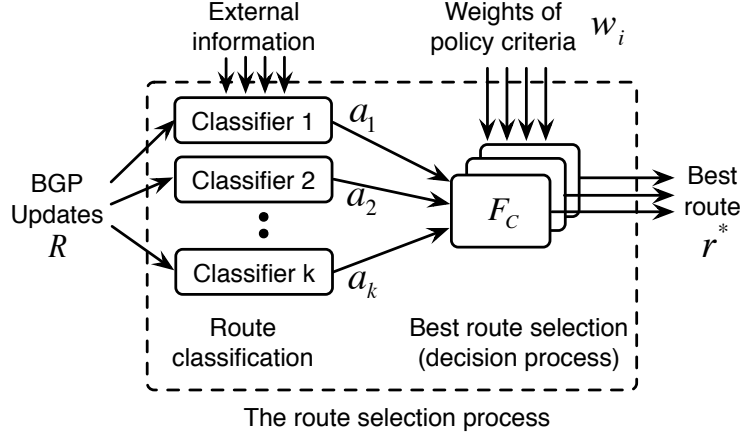 External
information
Weights of
policy criteria w_i
Classifier 1
a_1
BGP
Updates
R
Classifier 2
a_2
F_C
Best
route
r^*
Classifier k
a_k
Route
classification
Best route selection
(decision process)
The route selection process